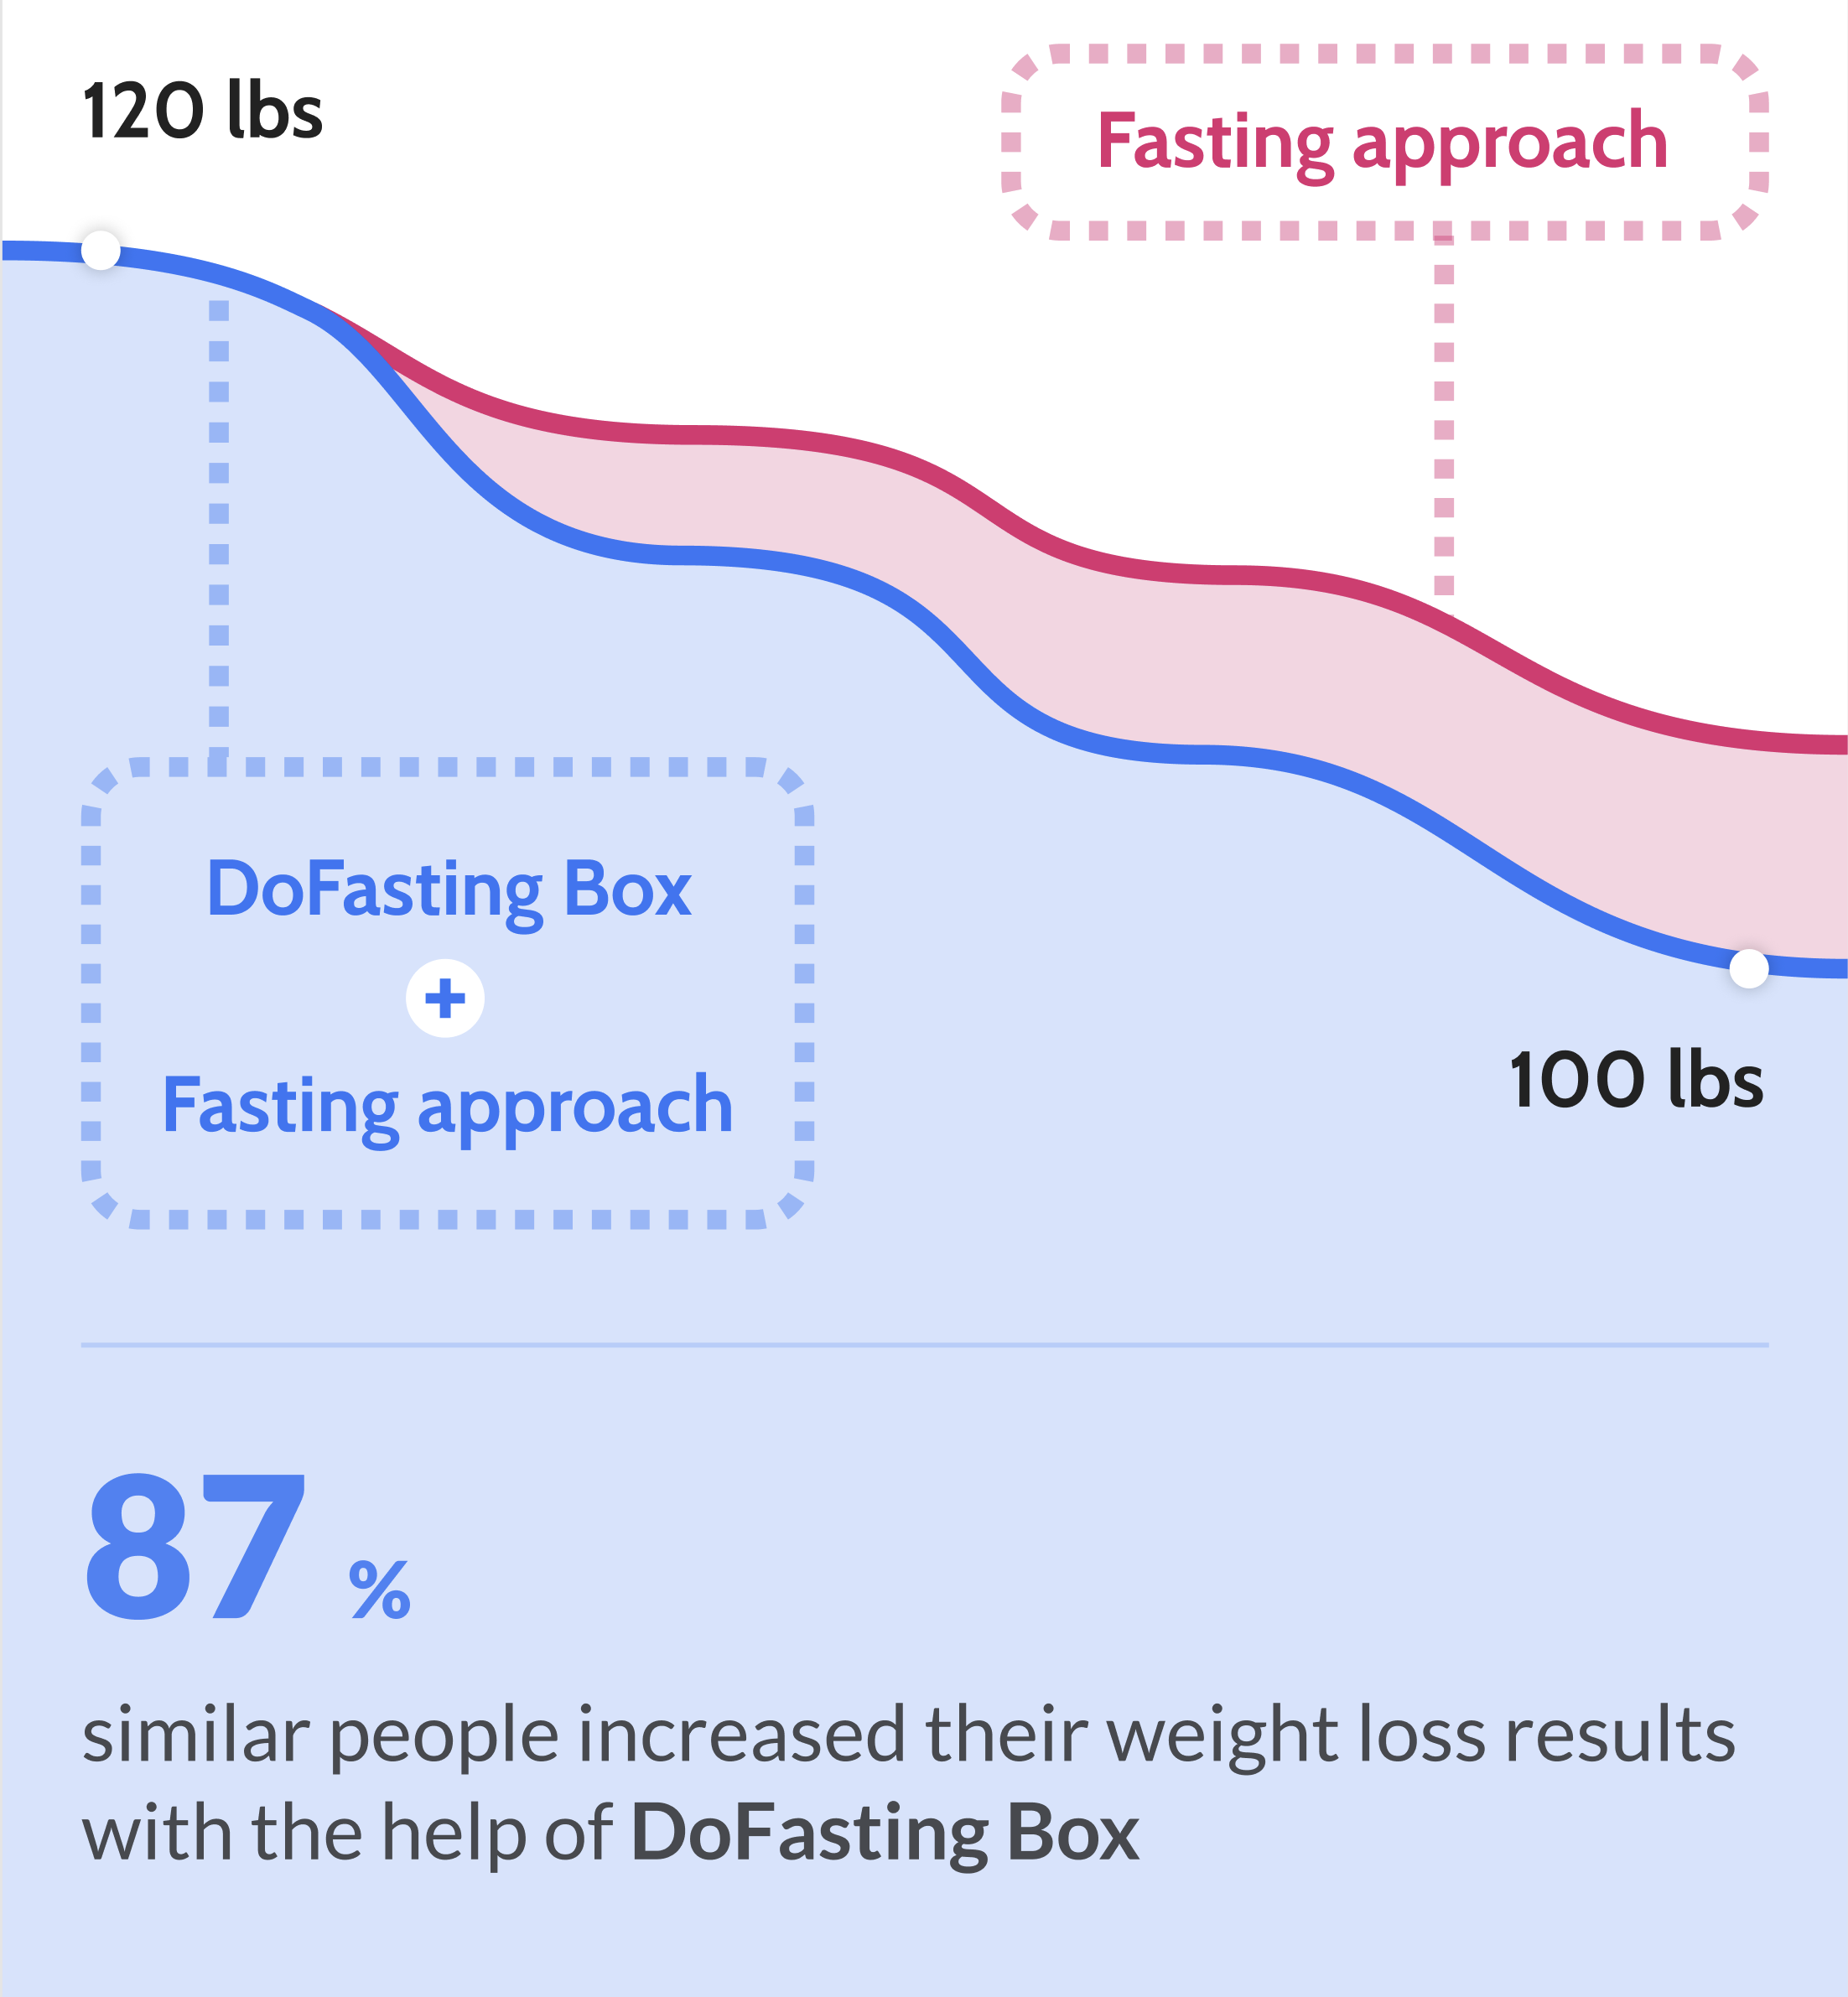 120 lbs
Fasting approach
DoFasting Box
+
Fasting approach
100 lbs
87 %
similar people increased their weight loss results
with the help of DoFasting Box